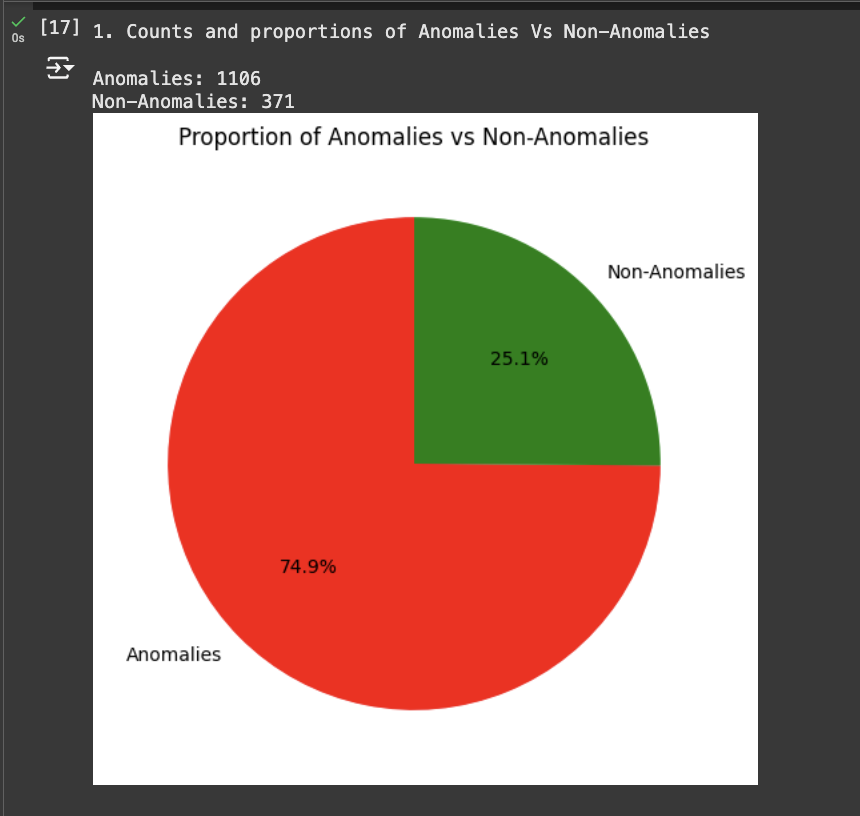 [17] 1. Counts and proportions of Anomalies Vs Non-Anomalies
0s
Anomalies: 1106
Non-Anomalies: 371
Proportion of Anomalies vs Non-Anomalies
Non-Anomalies
25.1%
74.9%
Anomalies